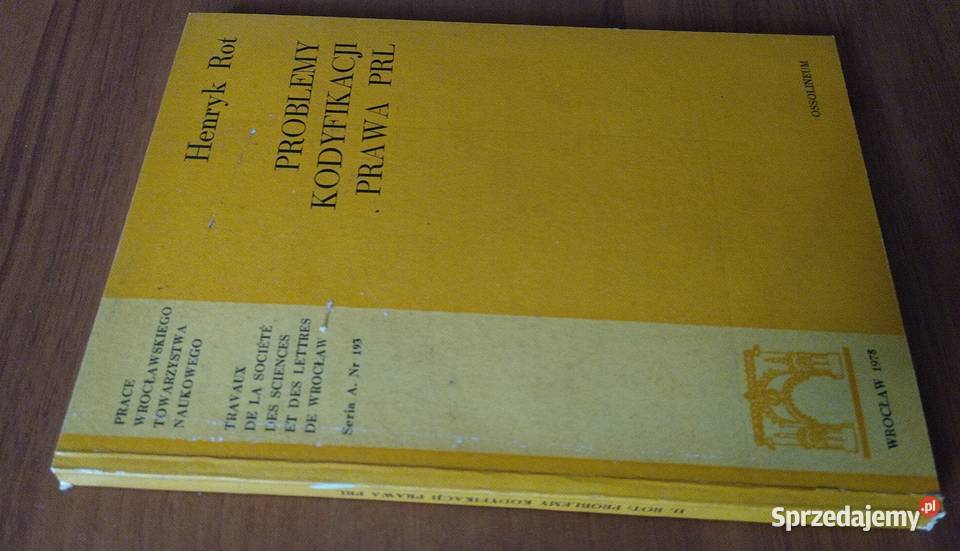 Henryk Rot
PROBLEMY
KODYFIKACJI
PRAWA PRL
OSSOLINEUM
PRACE
WROCŁAWSKIEGO
TOWARZYSTWA
NAUKOWEGO
TRAVAUX
DE LA SOCIÉTÉ
DES SCIENCES
ET DES LETTRES
DE WROCŁAW
Seria A. Nr 193
WROCŁAW 1978
H. ROT: PROBLEMY KODYFIKACJI PRAWA PRL
Sprzedajemy.pl